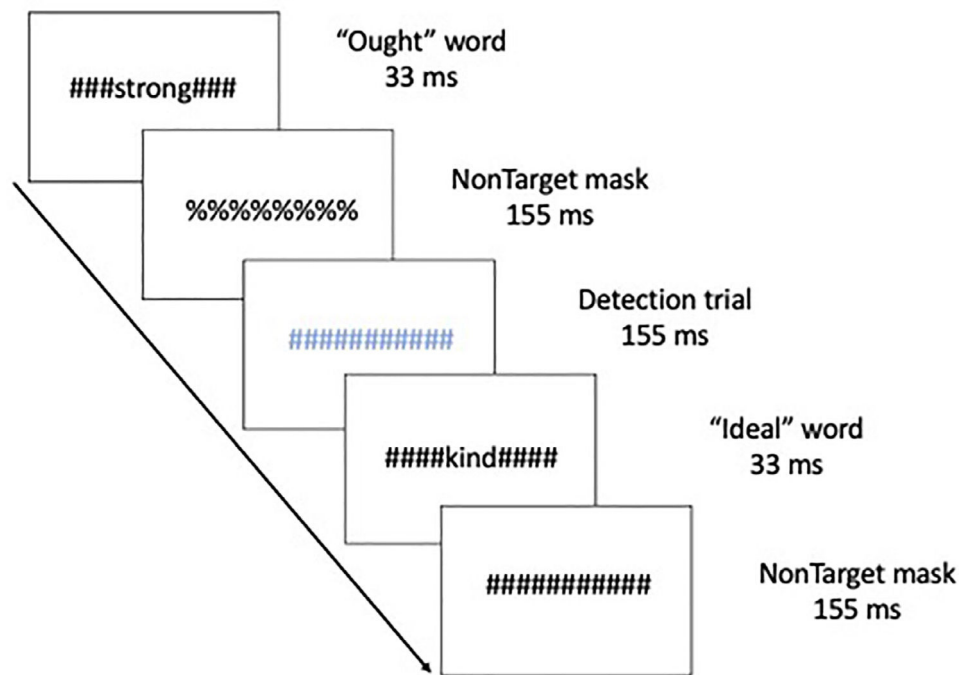 “Ought” word
33 ms
###strong###
NonTarget mask
155 ms
%%%%%%%%
Detection trial
155 ms
############
“Ideal” word
33 ms
####kind####
NonTarget mask
155 ms
############